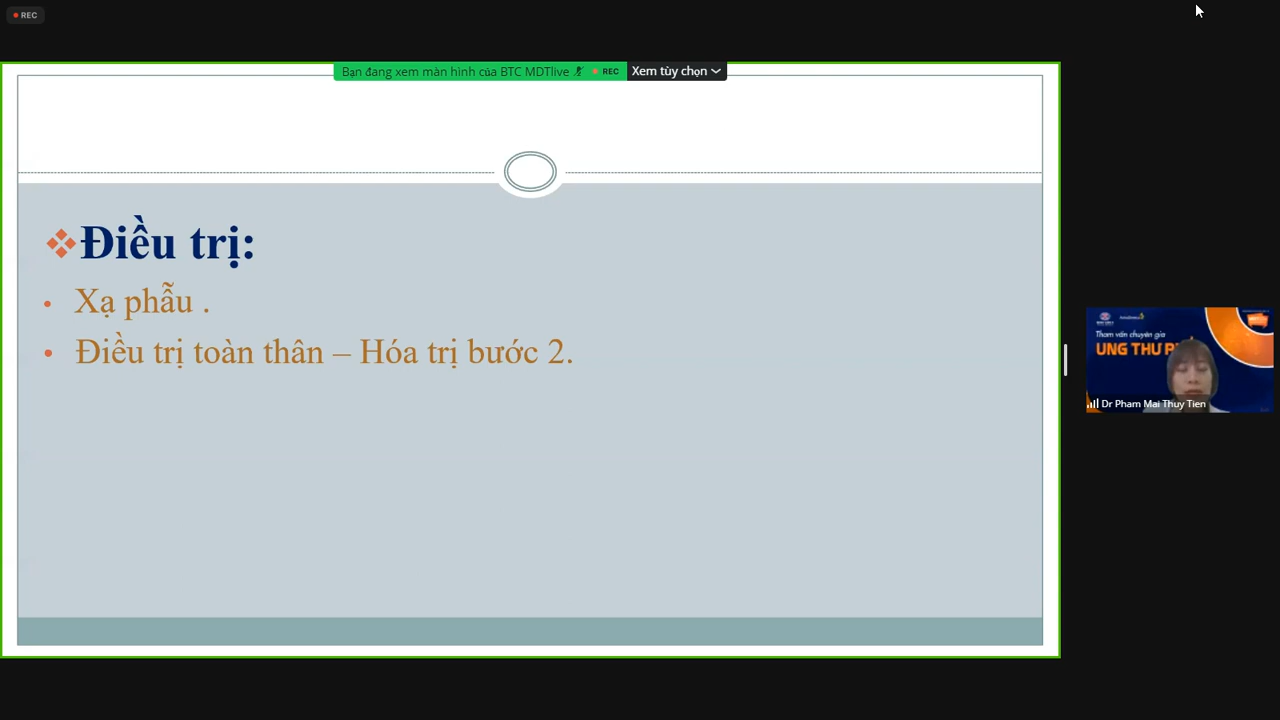 REC
Bạn đang xem màn hình của BTC MDTlive
REC
Xem tùy chọn
Điều trị:
Xạ phẫu .
Điều trị toàn thân – Hóa trị bước 2.
Tham vấn chuyên gia
UNG THƯ
Dr Pham Mai Thuy Tien